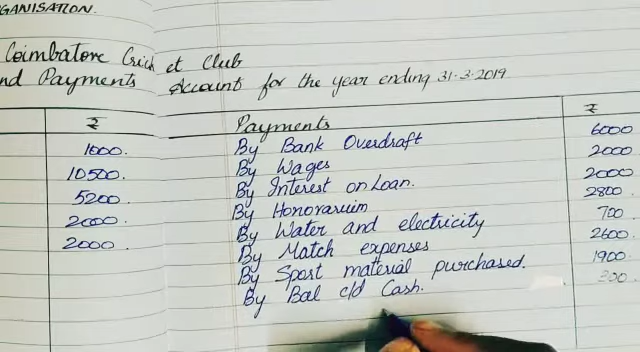 GANISATION.
Coimbatore Cricket Club
nd Payments Account for the year ending 31-3-2019
₹ Payments ₹
1000. By Bank Overdraft 6000
10500. By Wages 2000
5200. By Interest on Loan. 2000
2000. By Honorarium 2800
2000. By Water and electricity 700
By Match expenses 2600
By Sport material purchased. 1900
By Bal c/d Cash.